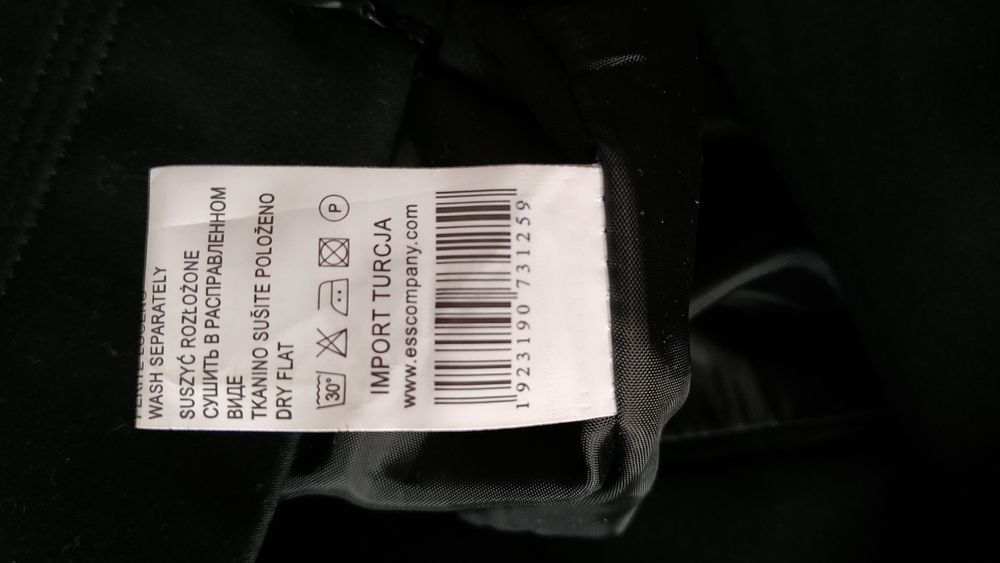 WASH SEPARATELY
SUSZYĆ ROZŁOŻONE
СУШИТЬ В РАСПРАВЛЕННОМ
ВИДЕ
TKANINO SUŠITE POLOŽENO
DRY FLAT
30° P
IMPORT TURCJA
www.esscompany.com
1923190 731259